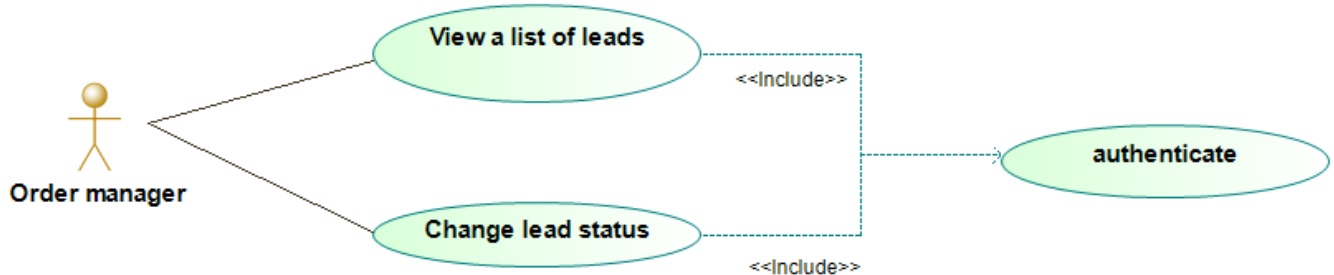 View a list of leads
<<Include>>
Order manager
authenticate
Change lead status
<<Include>>